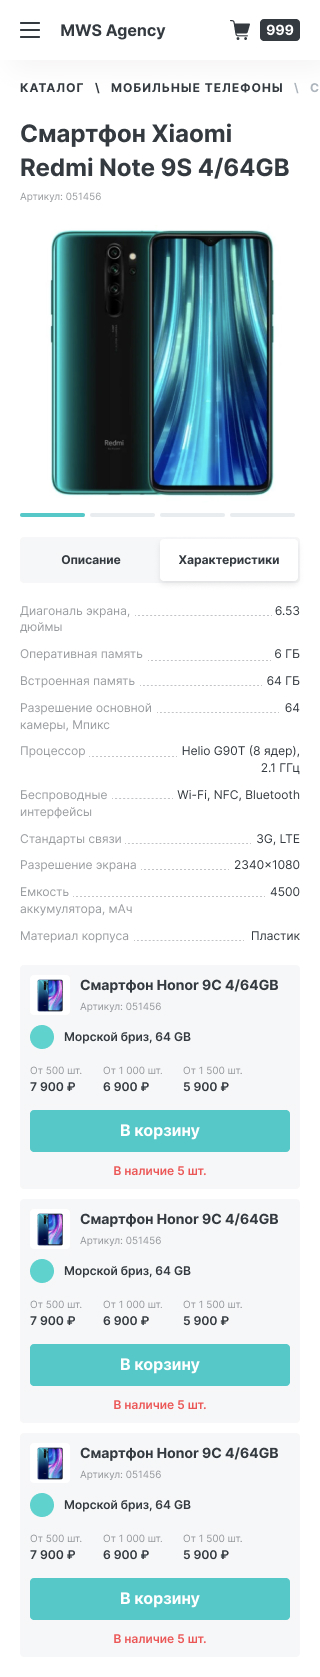 MWS Agency 999
КАТАЛОГ \ МОБИЛЬНЫЕ ТЕЛЕФОНЫ \ С
Смартфон Xiaomi
Redmi Note 9S 4/64GB
Артикул: 051456
Redmi
Описание Характеристики
Диагональ экрана, 6.53
дюймы
Оперативная память 6 ГБ
Встроенная память 64 ГБ
Разрешение основной 64
камеры, Мпикс
Процессор Helio G90T (8 ядер),
2.1 ГГц
Беспроводные Wi-Fi, NFC, Bluetooth
интерфейсы
Стандарты связи 3G, LTE
Разрешение экрана 2340×1080
Емкость 4500
аккумулятора, мАч
Материал корпуса Пластик
Смартфон Honor 9C 4/64GB
Артикул: 051456
Морской бриз, 64 GB
От 500 шт. От 1 000 шт. От 1 500 шт.
7 900 ₽ 6 900 ₽ 5 900 ₽
В корзину
В наличие 5 шт.
Смартфон Honor 9C 4/64GB
Артикул: 051456
Морской бриз, 64 GB
От 500 шт. От 1 000 шт. От 1 500 шт.
7 900 ₽ 6 900 ₽ 5 900 ₽
В корзину
В наличие 5 шт.
Смартфон Honor 9C 4/64GB
Артикул: 051456
Морской бриз, 64 GB
От 500 шт. От 1 000 шт. От 1 500 шт.
7 900 ₽ 6 900 ₽ 5 900 ₽
В корзину
В наличие 5 шт.